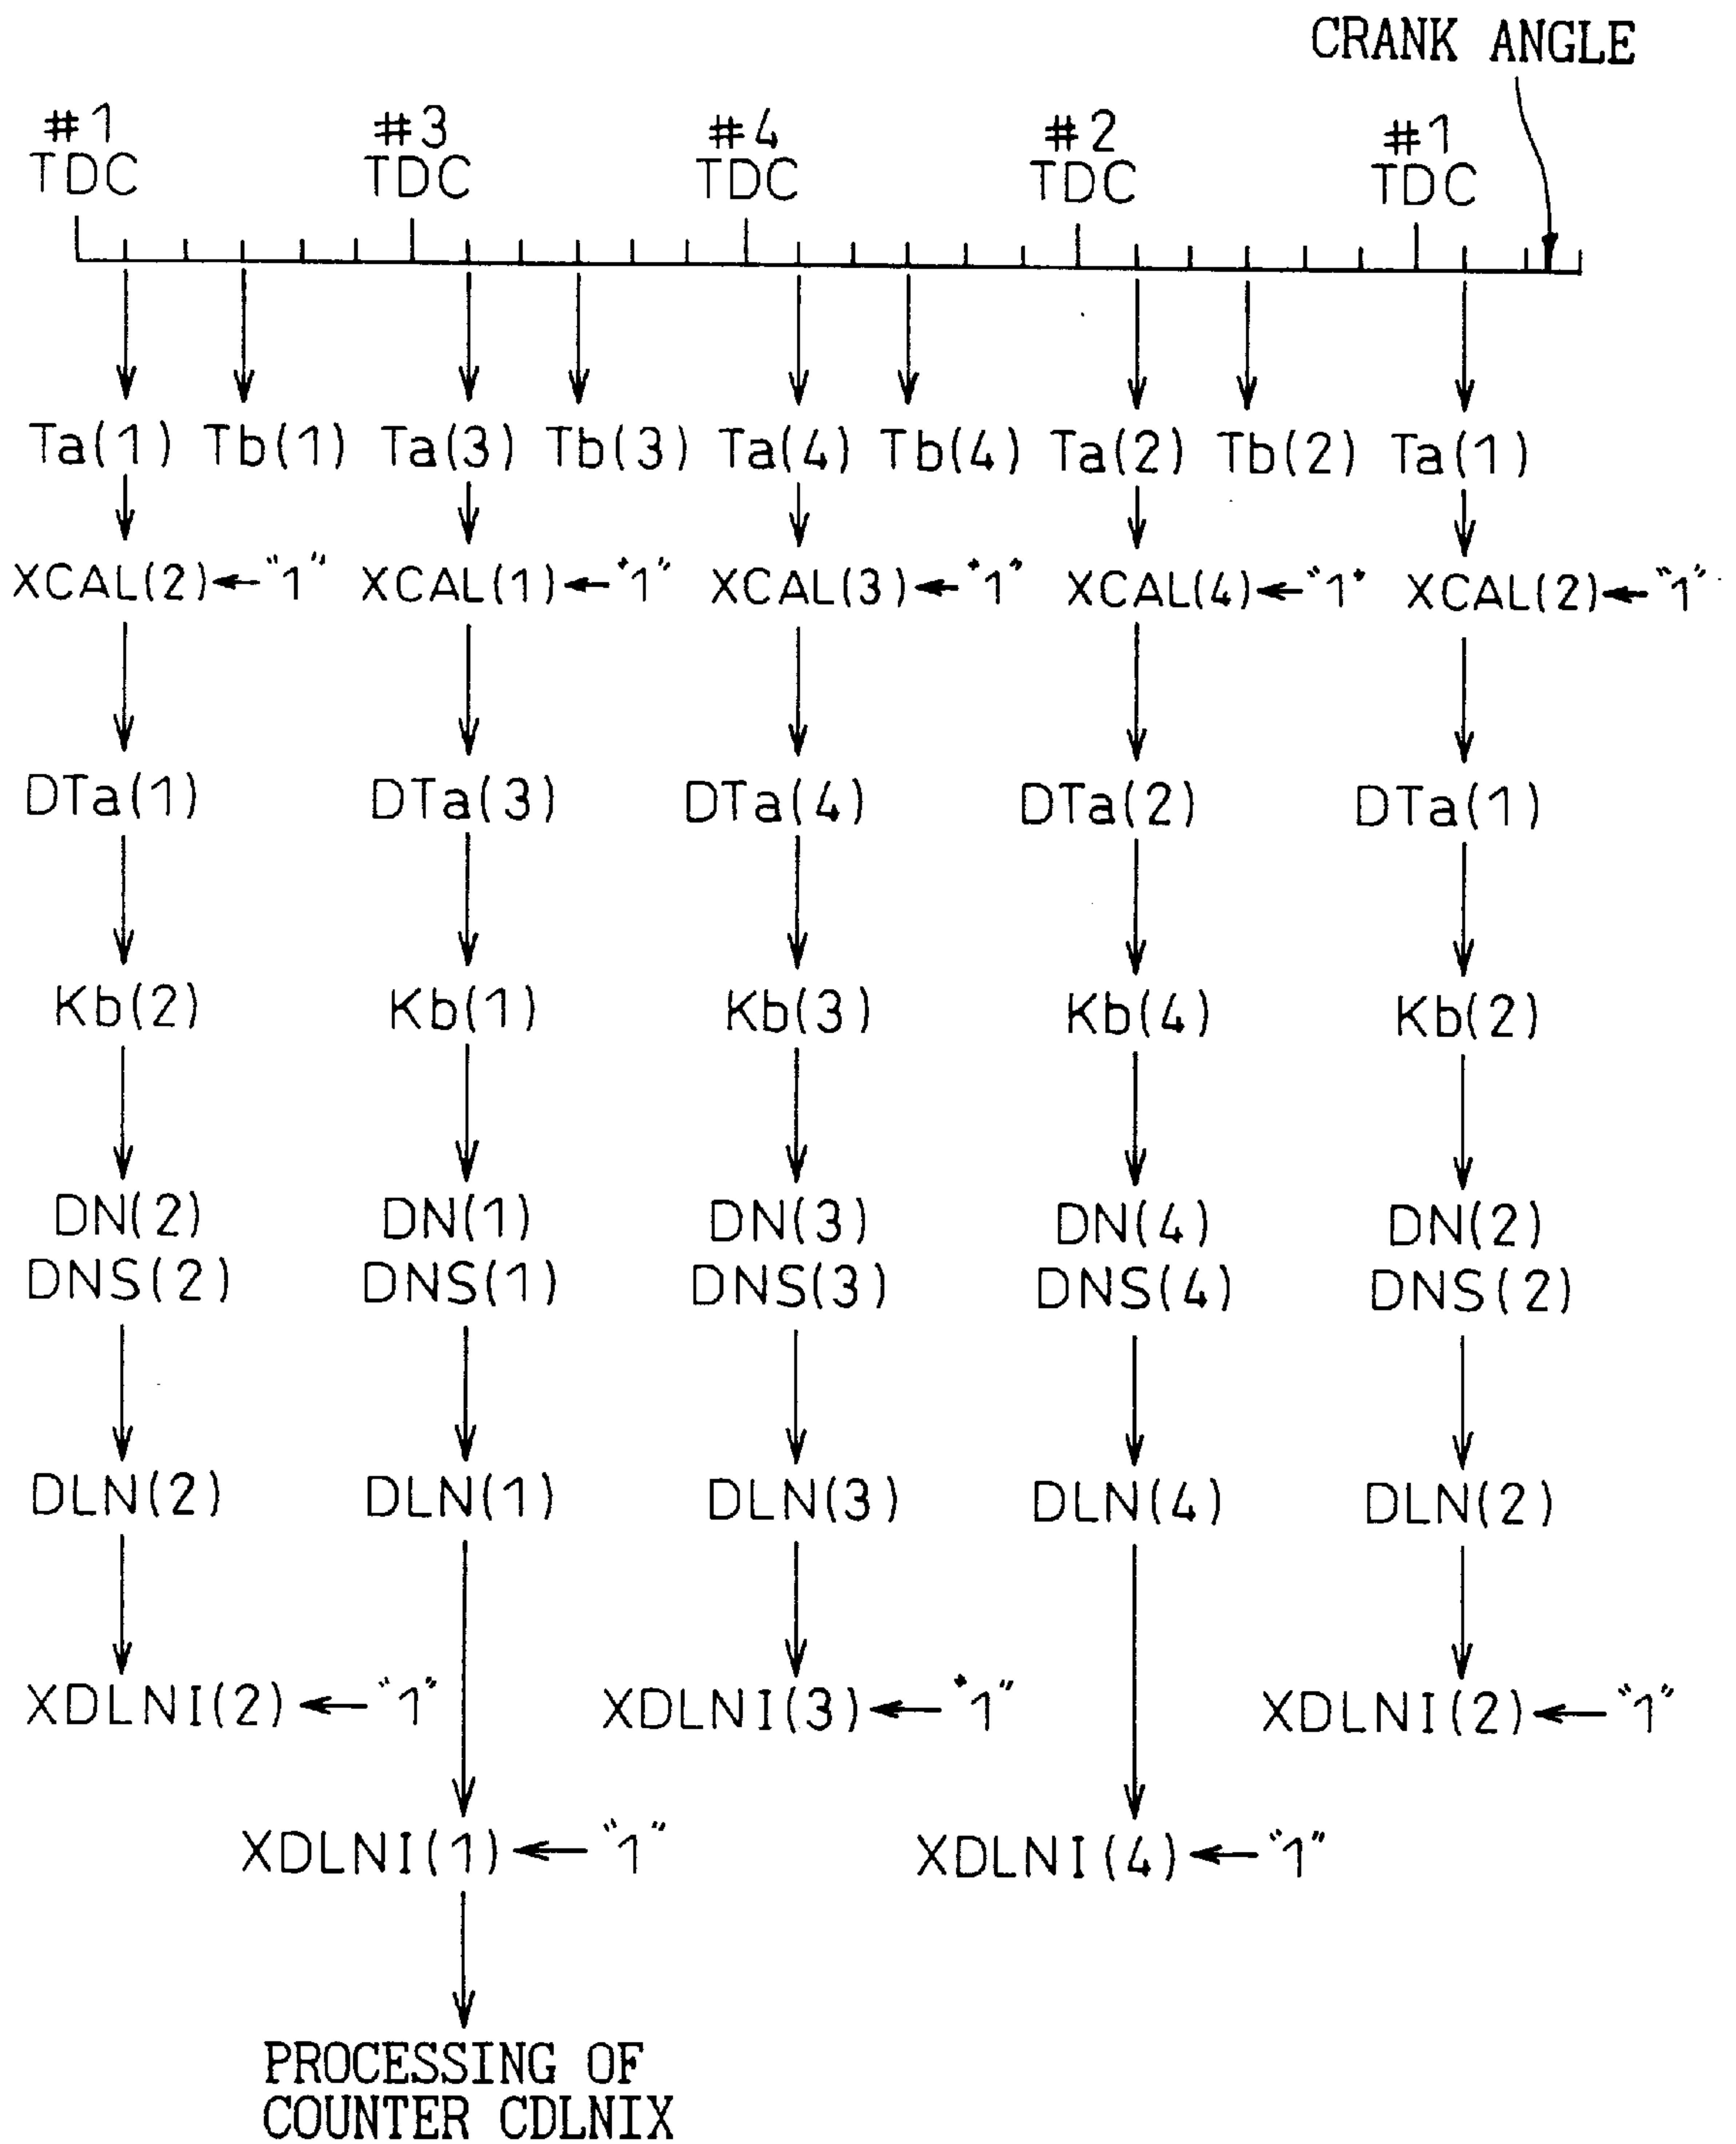 CRANK ANGLE
#1 #3 #4 #2 #1
TDC TDC TDC TDC TDC
Ta(1) Tb(1) Ta(3) Tb(3) Ta(4) Tb(4) Ta(2) Tb(2) Ta(1)
XCAL(2)←"1" XCAL(1)←"1" XCAL(3)←"1" XCAL(4)←"1" XCAL(2)←"1"
DTa(1) DTa(3) DTa(4) DTa(2) DTa(1)
Kb(2) Kb(1) Kb(3) Kb(4) Kb(2)
DN(2) DN(1) DN(3) DN(4) DN(2)
DNS(2) DNS(1) DNS(3) DNS(4) DNS(2)
DLN(2) DLN(1) DLN(3) DLN(4) DLN(2)
XDLNI(2)←"1" XDLNI(3)←"1" XDLNI(2)←"1"
XDLNI(1)←"1" XDLNI(4)←"1"
PROCESSING OF
COUNTER CDLNIX